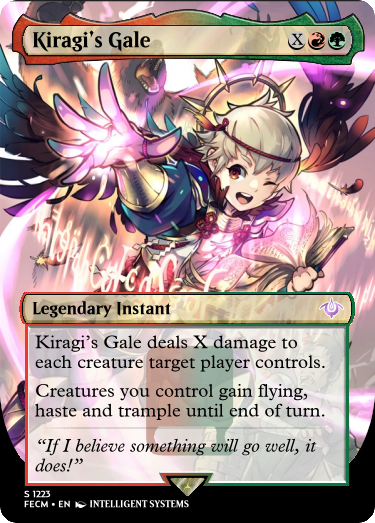 Kiragi's Gale X
Legendary Instant
Kiragi's Gale deals X damage to
each creature target player controls.
Creatures you control gain flying,
haste and trample until end of turn.
"If I believe something will go well, it
does!"
S 1223
FECM • EN INTELLIGENT SYSTEMS